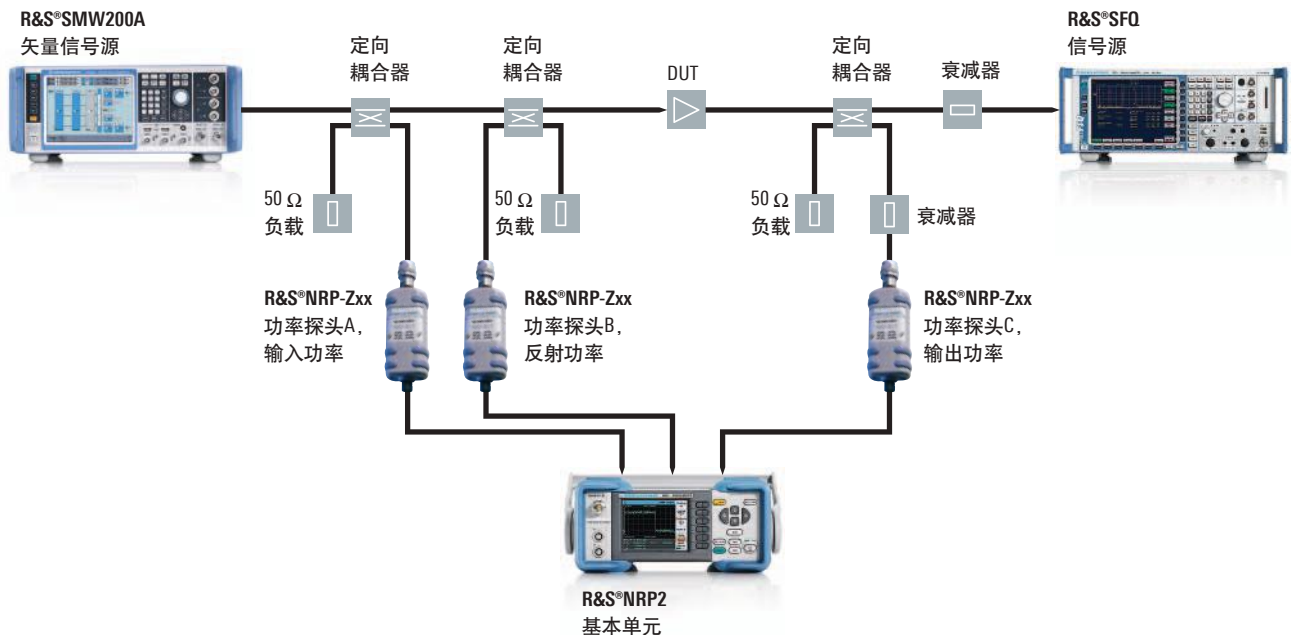 R&S®SMW200A
矢量信号源
定向
耦合器
定向
耦合器
DUT
定向
耦合器
衰减器
R&S®SFQ
信号源
50 Ω
负载
50 Ω
负载
50 Ω
负载
衰减器
R&S®NRP-Zxx
功率探头A，
输入功率
R&S®NRP-Zxx
功率探头B，
反射功率
R&S®NRP-Zxx
功率探头C，
输出功率
R&S®NRP2
基本单元